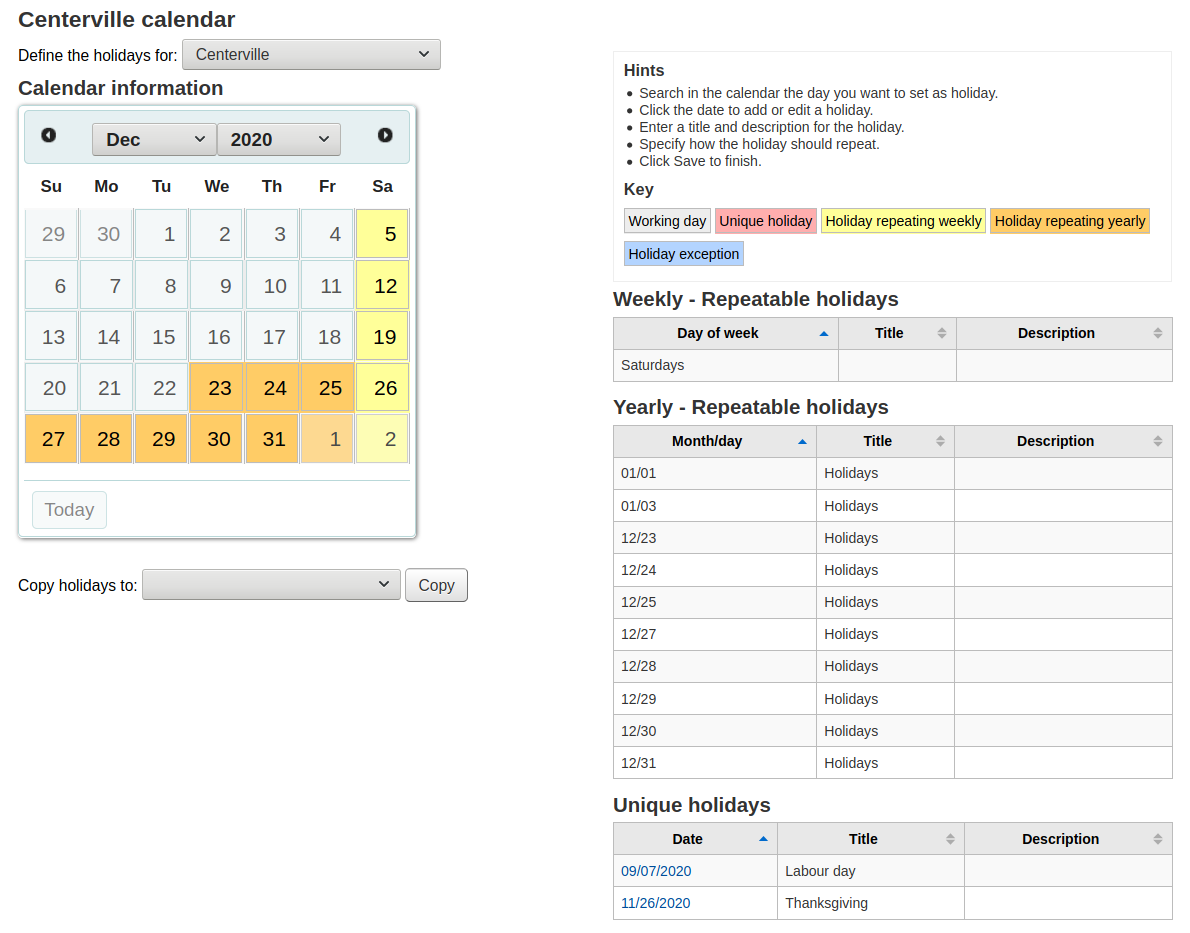 Centerville calendar
Define the holidays for: Centerville
Calendar information
Dec 2020
Su Mo Tu We Th Fr Sa
29 30 1 2 3 4 5
6 7 8 9 10 11 12
13 14 15 16 17 18 19
20 21 22 23 24 25 26
27 28 29 30 31 1 2
Today
Copy holidays to: Copy
Hints
Search in the calendar the day you want to set as holiday.
Click the date to add or edit a holiday.
Enter a title and description for the holiday.
Specify how the holiday should repeat.
Click Save to finish.
Key
Working day Unique holiday Holiday repeating weekly Holiday repeating yearly
Holiday exception
Weekly - Repeatable holidays
Day of week Title Description
Saturdays
Yearly - Repeatable holidays
Month/day Title Description
01/01 Holidays
01/03 Holidays
12/23 Holidays
12/24 Holidays
12/25 Holidays
12/27 Holidays
12/28 Holidays
12/29 Holidays
12/30 Holidays
12/31 Holidays
Unique holidays
Date Title Description
09/07/2020 Labour day
11/26/2020 Thanksgiving